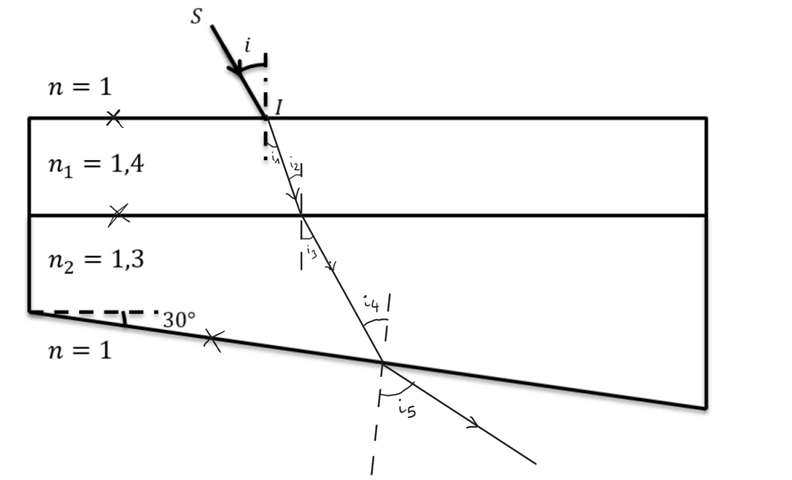 S
i
n = 1
I
n₁ = 1,4
i₁
i₂
n₂ = 1,3
i₃
i₄
30°
n = 1
i₅